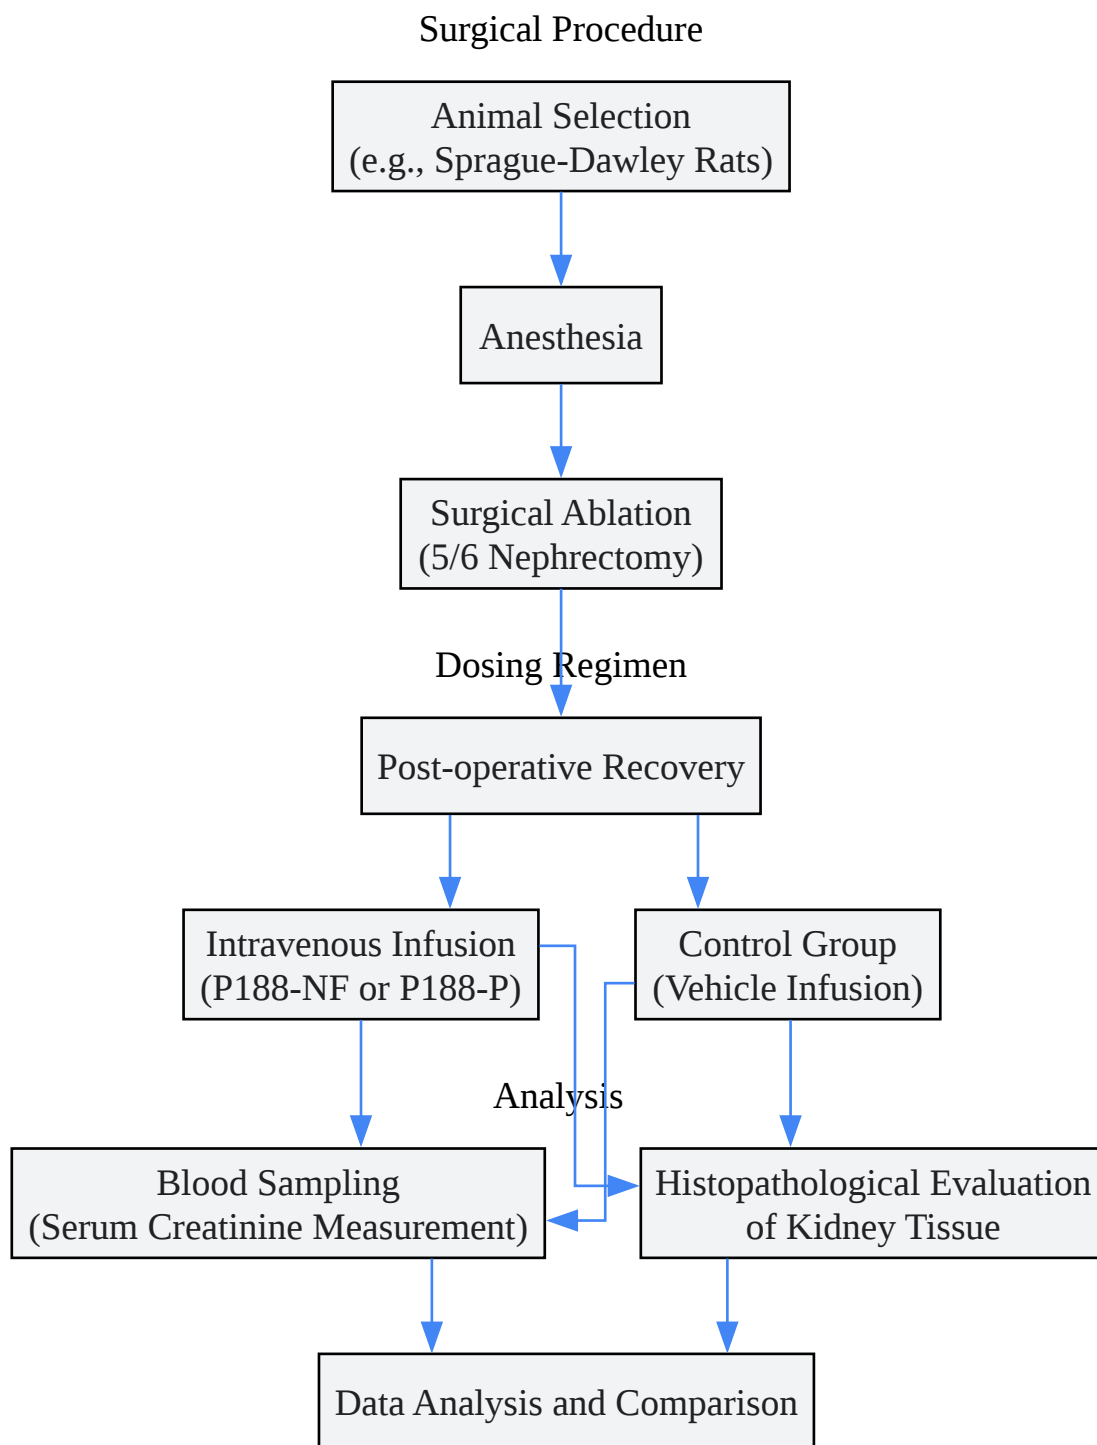 Surgical Procedure
Animal Selection
(e.g., Sprague-Dawley Rats)
Anesthesia
Surgical Ablation
(5/6 Nephrectomy)
Dosing Regimen
Post-operative Recovery
Intravenous Infusion
(P188-NF or P188-P)
Control Group
(Vehicle Infusion)
Analysis
Blood Sampling
(Serum Creatinine Measurement)
Histopathological Evaluation
of Kidney Tissue
Data Analysis and Comparison